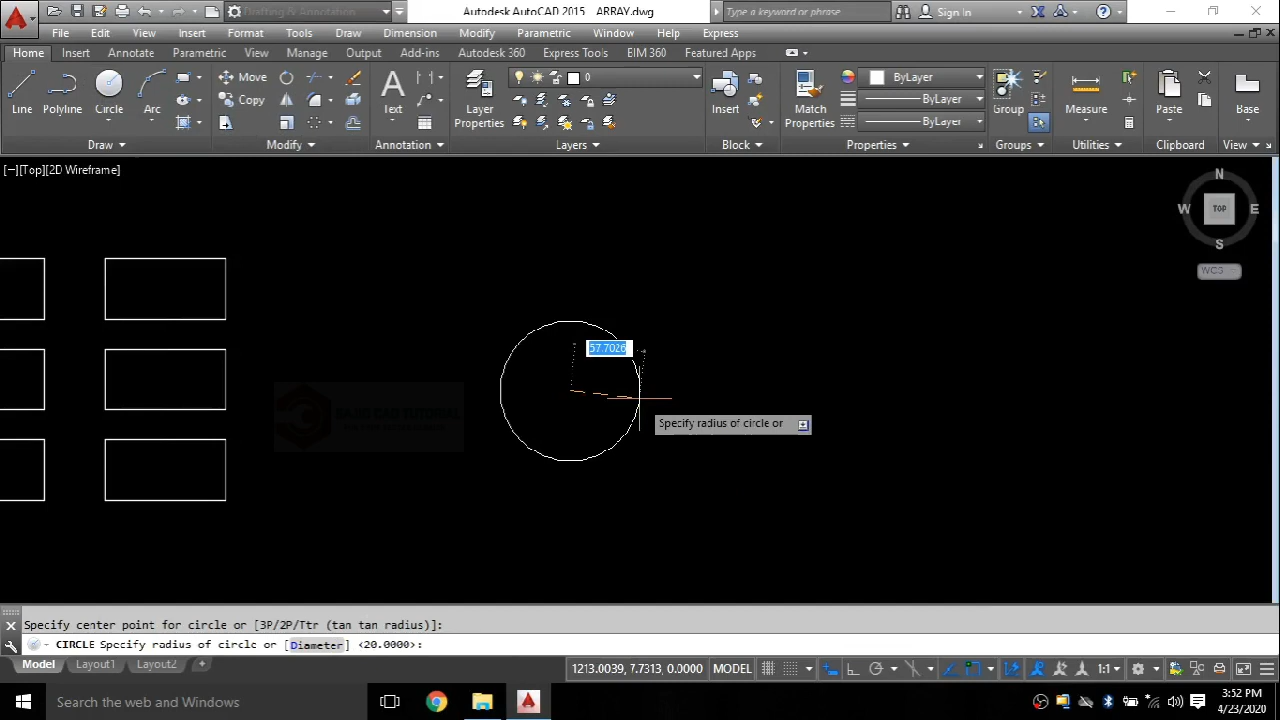 Drafting & Annotation
Autodesk AutoCAD 2015 ARRAY.dwg
Type a keyword or phrase
Sign In
File Edit View Insert Format Tools Draw Dimension Modify Parametric Window Help Express
Home Insert Annotate Parametric View Manage Output Add-ins Autodesk 360 Express Tools BIM 360 Featured Apps
Line Polyline Circle Arc
Move
Copy
Text
Layer Properties
0
Insert
Match Properties
ByLayer
ByLayer
ByLayer
Group
Measure
Paste
Base
Draw Modify Annotation Layers Block Properties Groups Utilities Clipboard View
[−][Top][2D Wireframe]
N
W TOP E
S
WCS
57.7026
Specify radius of circle or
CAD TUTORIAL
Specify center point for circle or [3P/2P/Ttr (tan tan radius)]:
CIRCLE Specify radius of circle or [Diameter] <20.0000>:
Model Layout1 Layout2 +
1213.0039, 7.7313, 0.0000 MODEL
1:1
Search the web and Windows
3:52 PM
4/23/2020